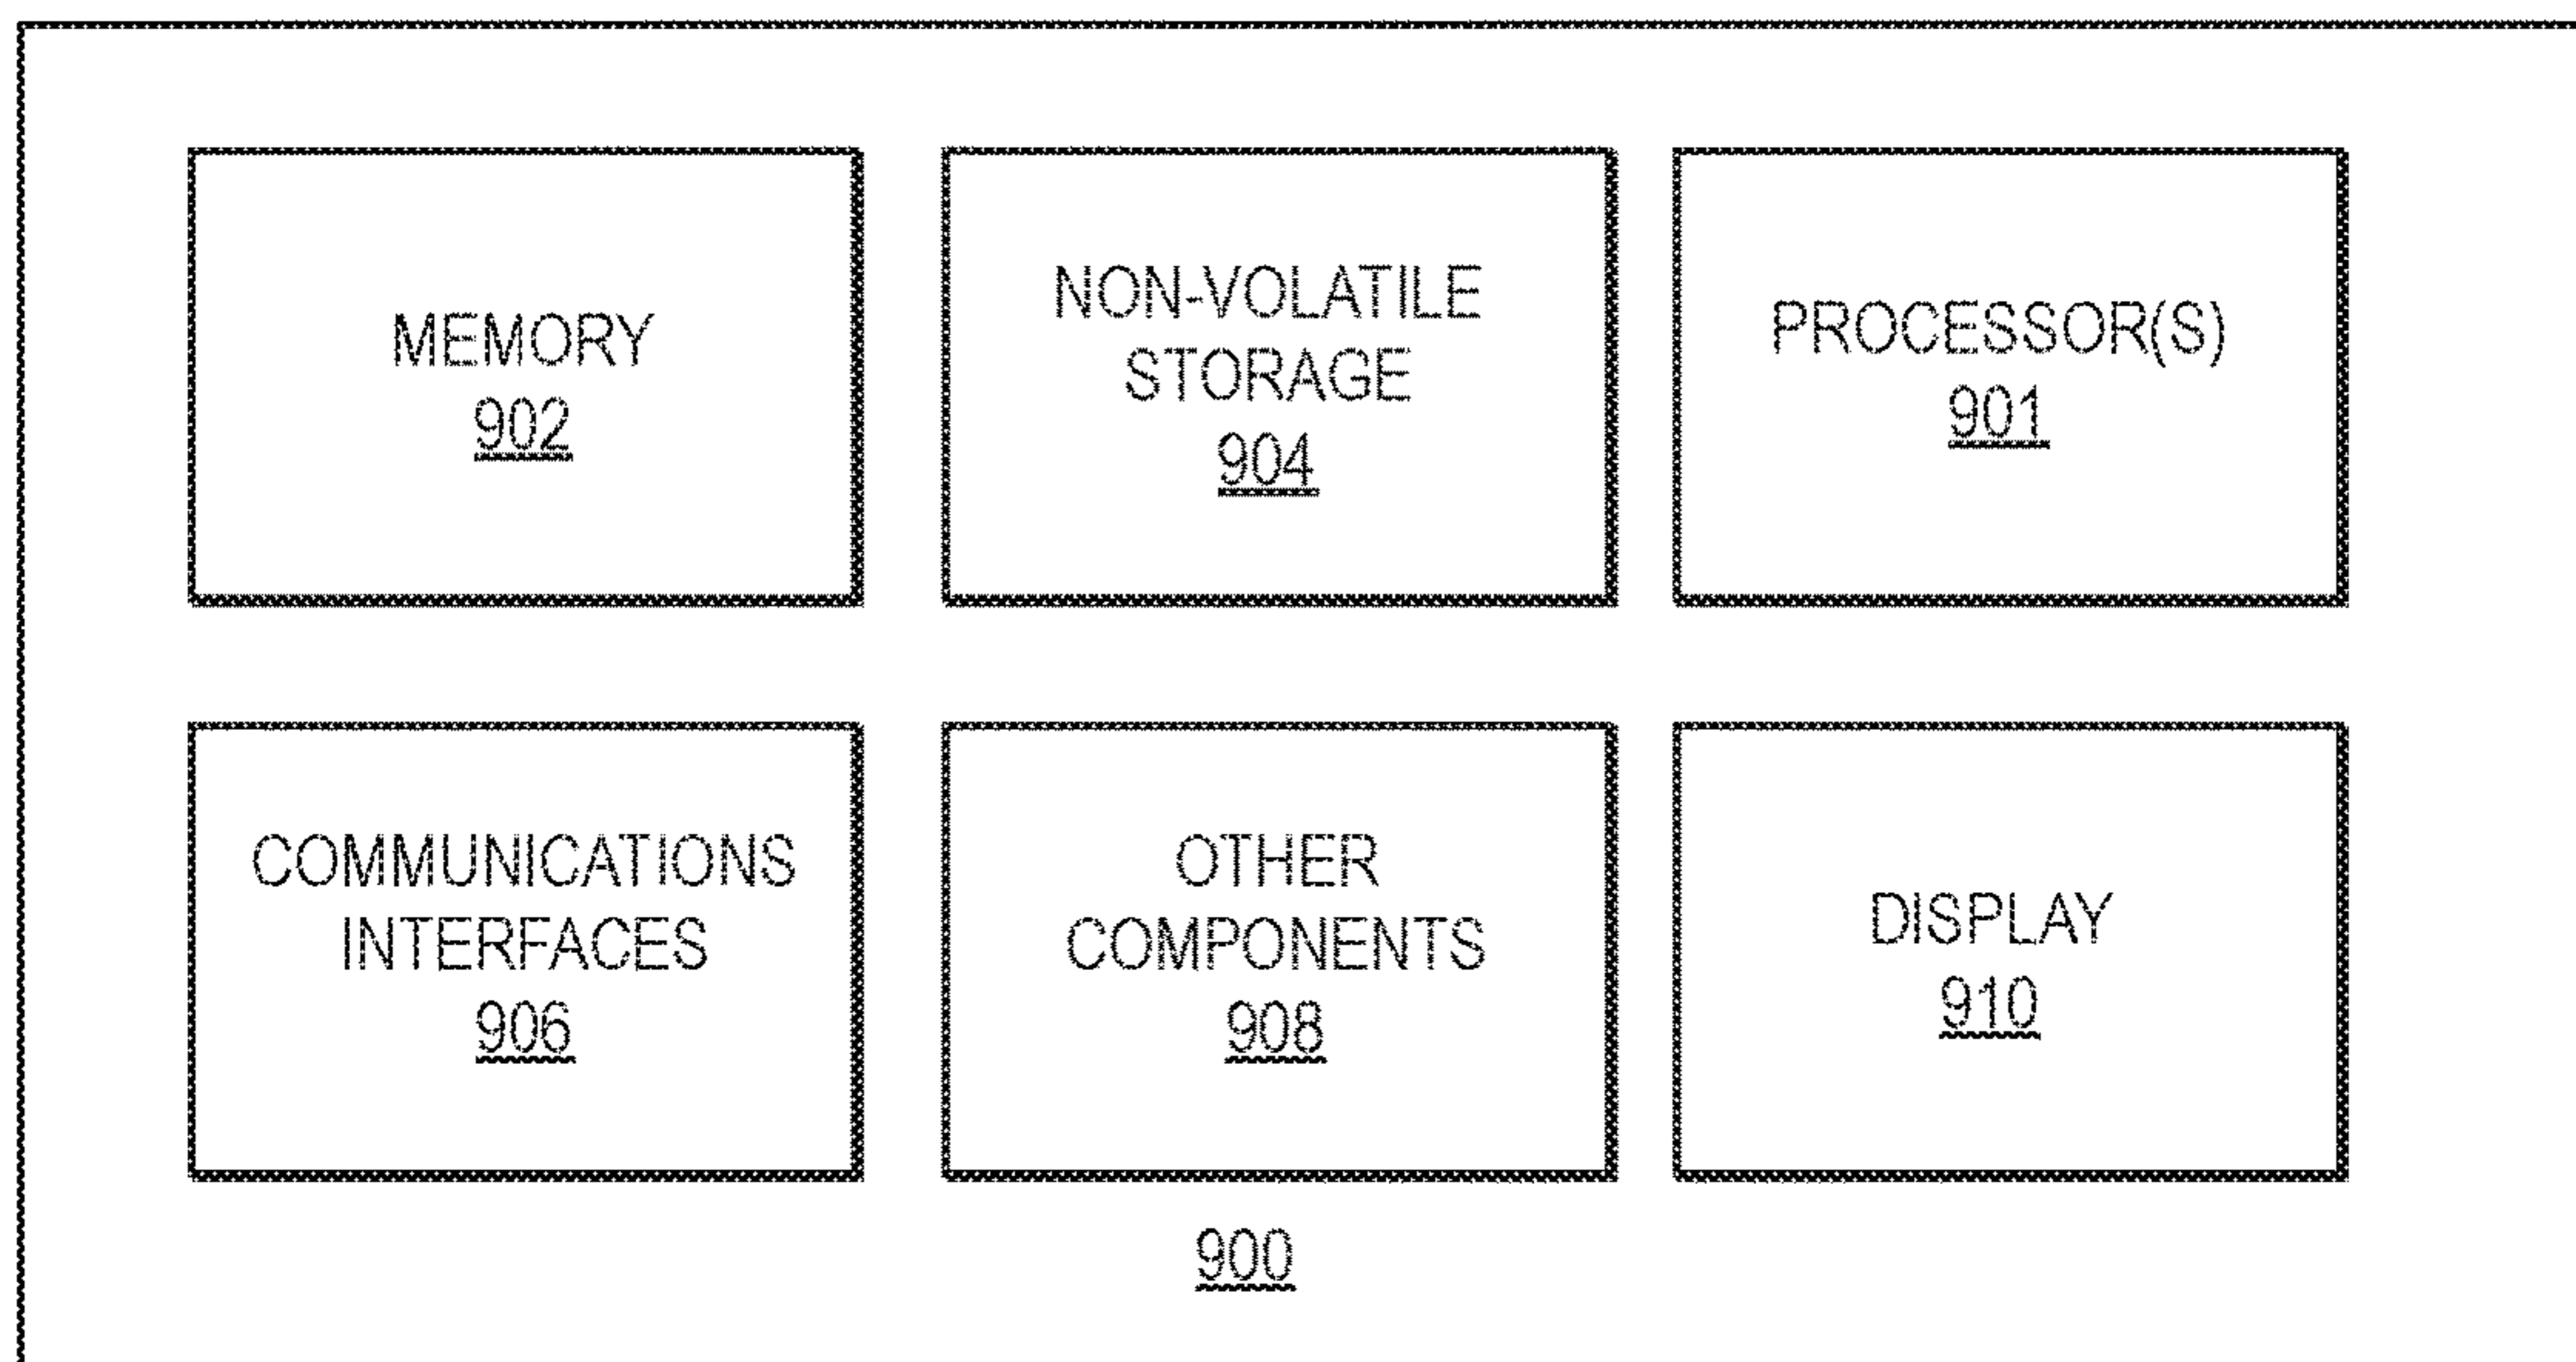 MEMORY
902
NON-VOLATILE
STORAGE
904
PROCESSOR(S)
901
COMMUNICATIONS
INTERFACES
906
OTHER
COMPONENTS
908
DISPLAY
910
900